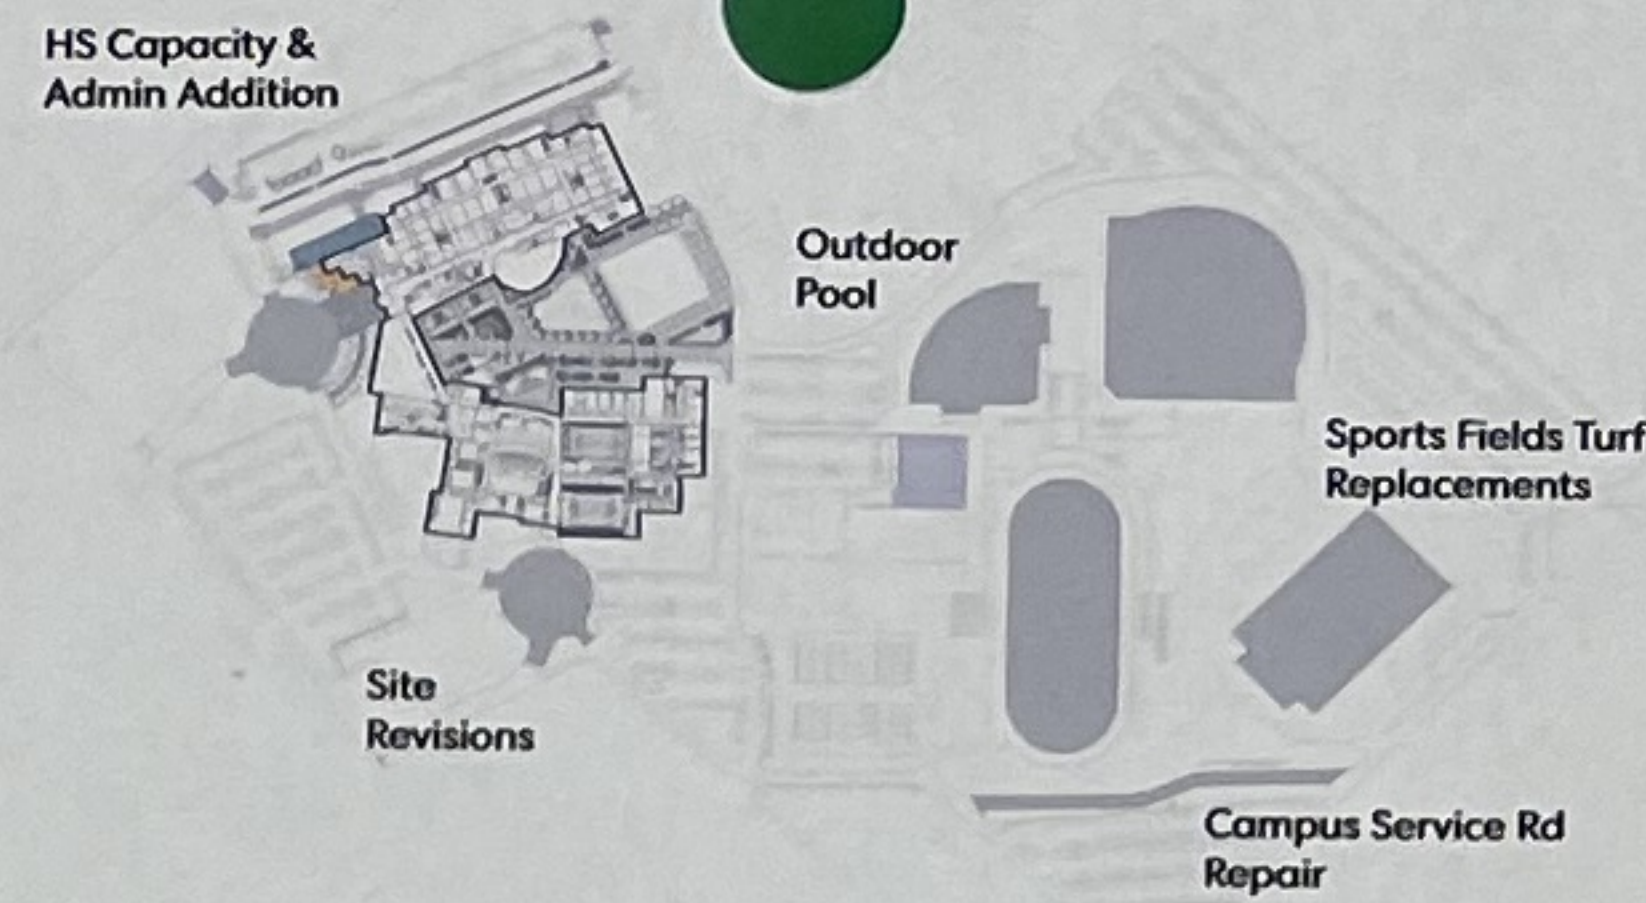 HS Capacity &
Admin Addition
Outdoor
Pool
Sports Fields Turf
Replacements
Site
Revisions
Campus Service Rd
Repair